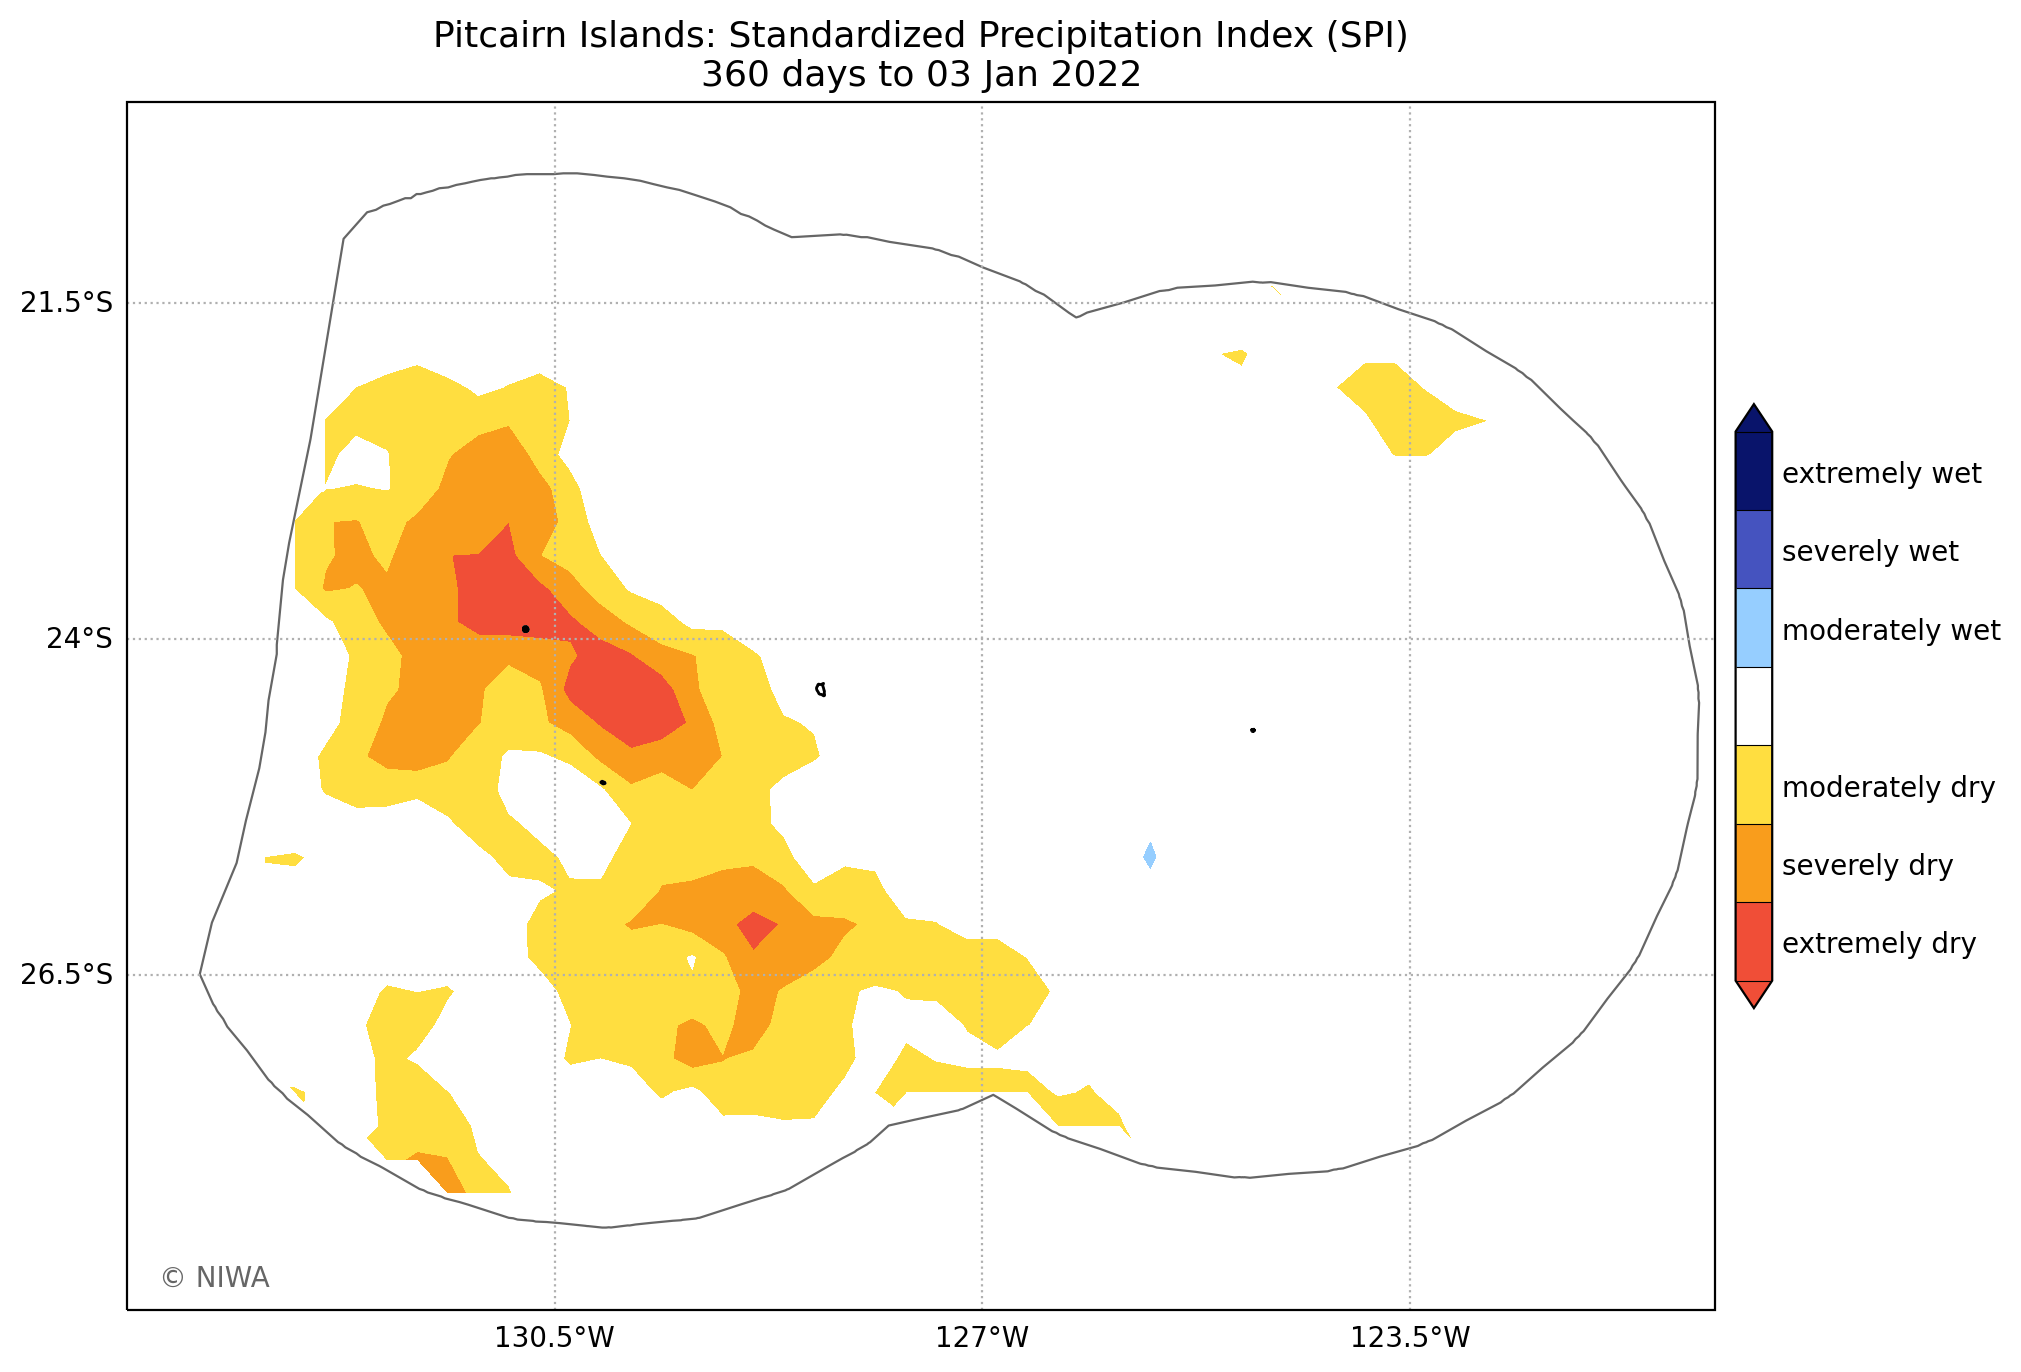 Pitcairn Islands: Standardized Precipitation Index (SPI)
360 days to 03 Jan 2022
21.5°S
24°S
26.5°S
130.5°W
127°W
123.5°W
extremely wet
severely wet
moderately wet
moderately dry
severely dry
extremely dry
© NIWA